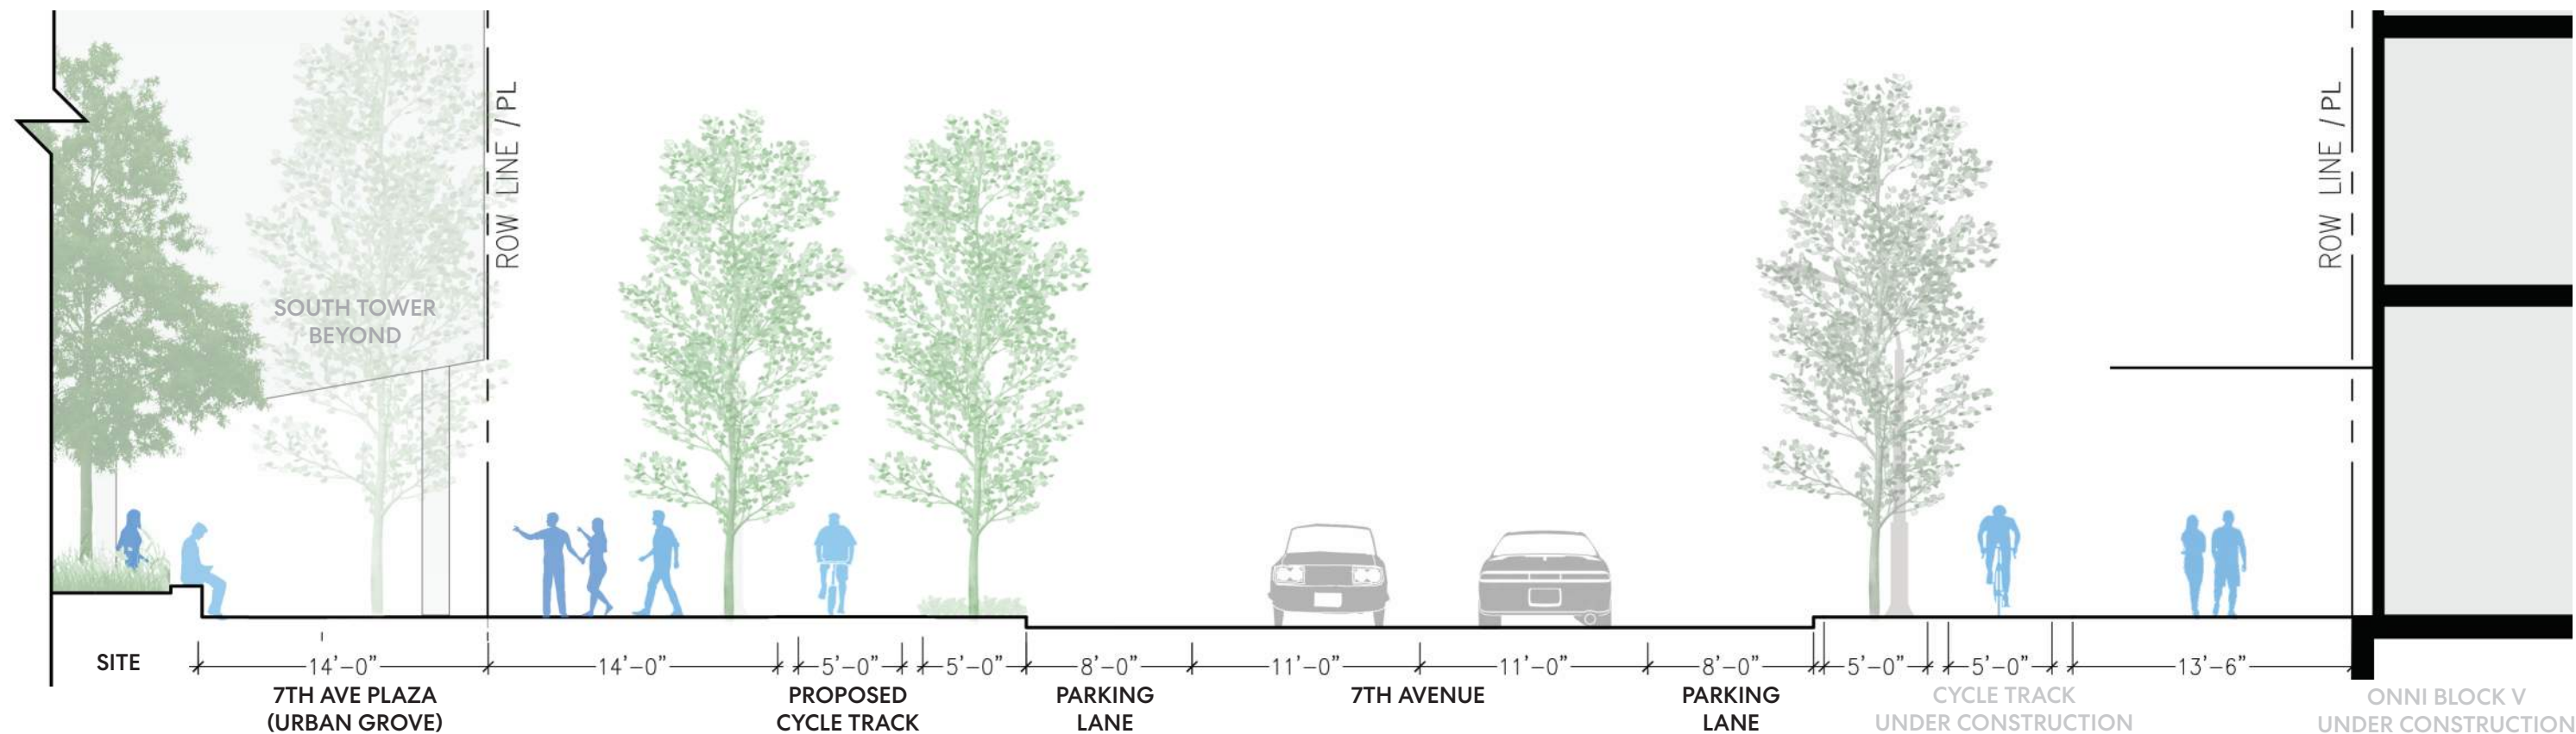 ROW LINE / PL
ROW LINE / PL
SOUTH TOWER
BEYOND
SITE
14'-0"
14'-0"
5'-0"
5'-0"
8'-0"
11'-0"
11'-0"
8'-0"
5'-0"
5'-0"
13'-6"
7TH AVE PLAZA
(URBAN GROVE)
PROPOSED
CYCLE TRACK
PARKING
LANE
7TH AVENUE
PARKING
LANE
CYCLE TRACK
UNDER CONSTRUCTION
ONNI BLOCK V
UNDER CONSTRUCTION